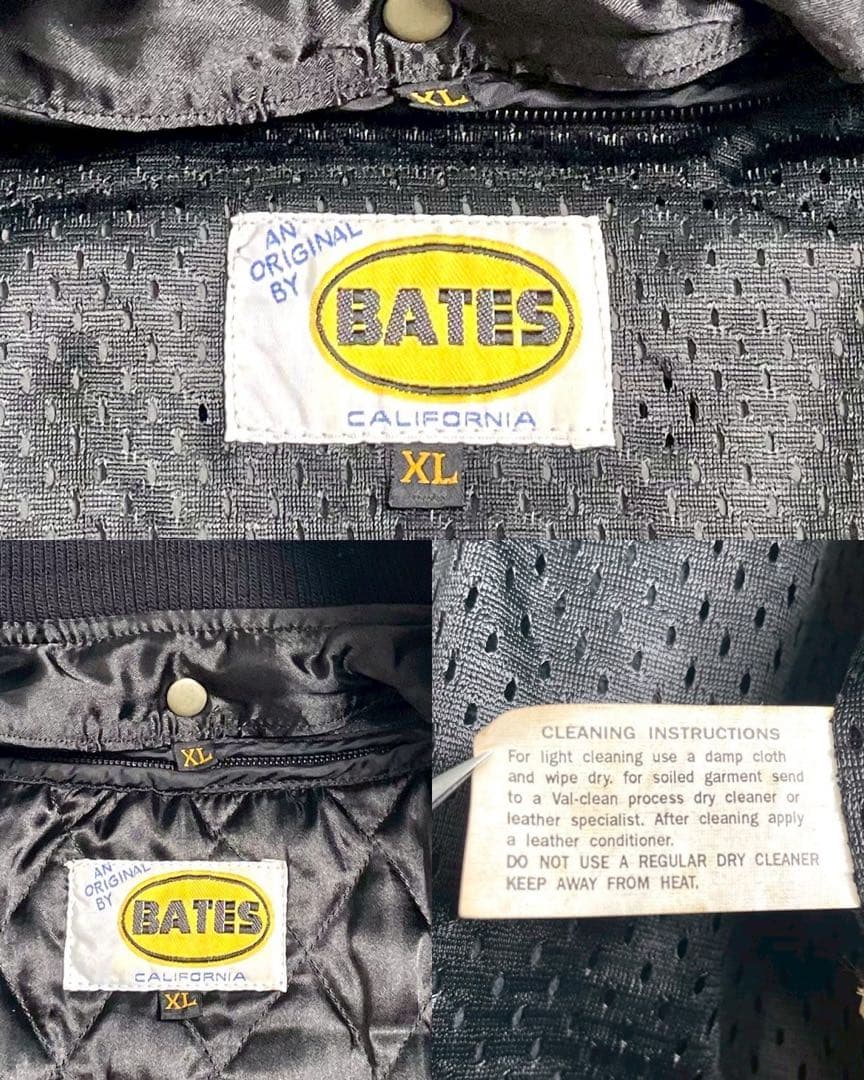 XL
AN
ORIGINAL
BY
BATES
CALIFORNIA
XL
XL
AN
ORIGINAL
BY
BATES
CALIFORNIA
XL
CLEANING INSTRUCTIONS
For light cleaning use a damp cloth
and wipe dry. for soiled garment send
to a Val-clean process dry cleaner or
leather specialist. After cleaning apply
a leather conditioner.
DO NOT USE A REGULAR DRY CLEANER
KEEP AWAY FROM HEAT.